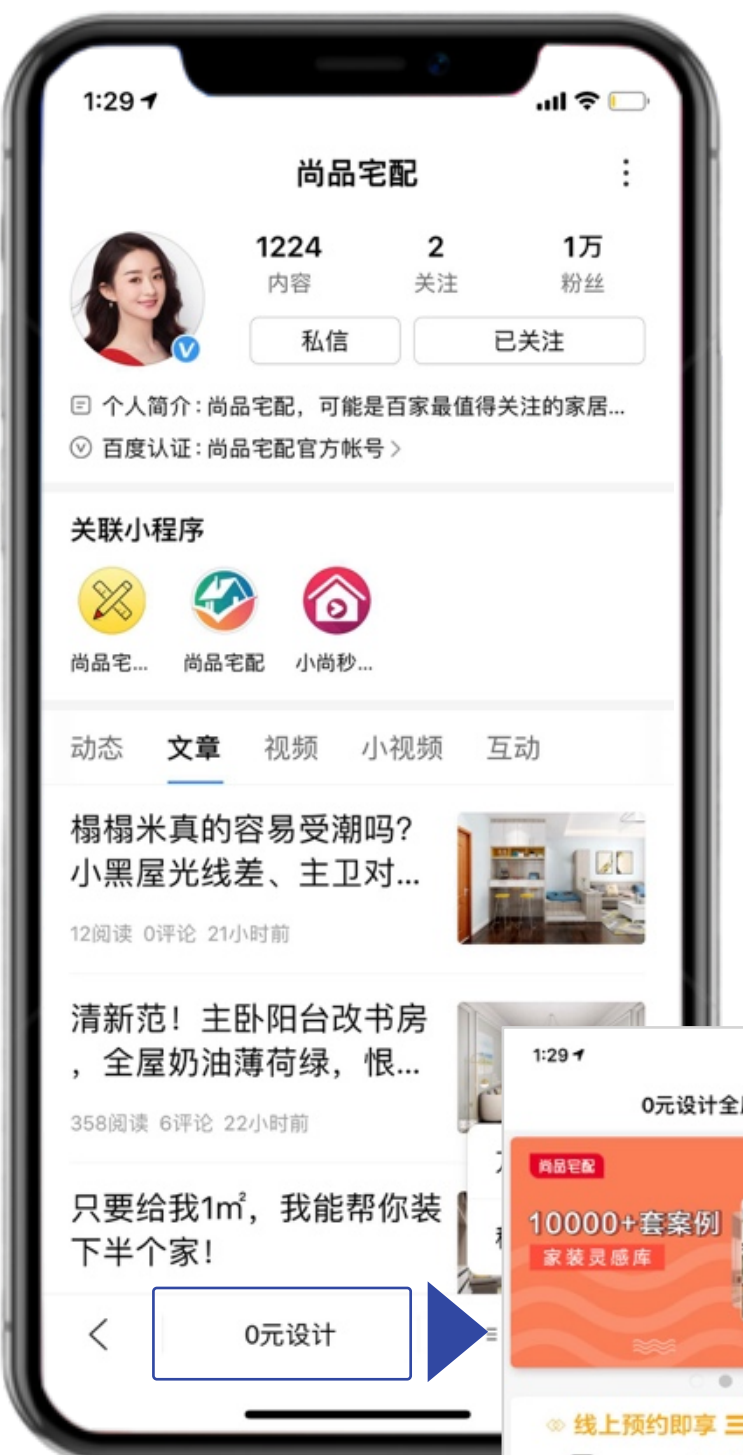 1:29
尚品宅配
1224 2 1万
内容 关注 粉丝
私信 已关注
个人简介：尚品宅配，可能是百家最值得关注的家居...
百度认证：尚品宅配官方帐号
关联小程序
尚品宅... 尚品宅配 小尚秒...
动态 文章 视频 小视频 互动
榻榻米真的容易受潮吗？
小黑屋光线差、主卫对...
12阅读 0评论 21小时前
清新范！主卧阳台改书房
，全屋奶油薄荷绿，恨...
358阅读 6评论 22小时前
只要给我1㎡，我能帮你装
下半个家！
0元设计
1:29
0元设计全
尚品宅配
10000+套案例
家装灵感库
线上预约即享 三